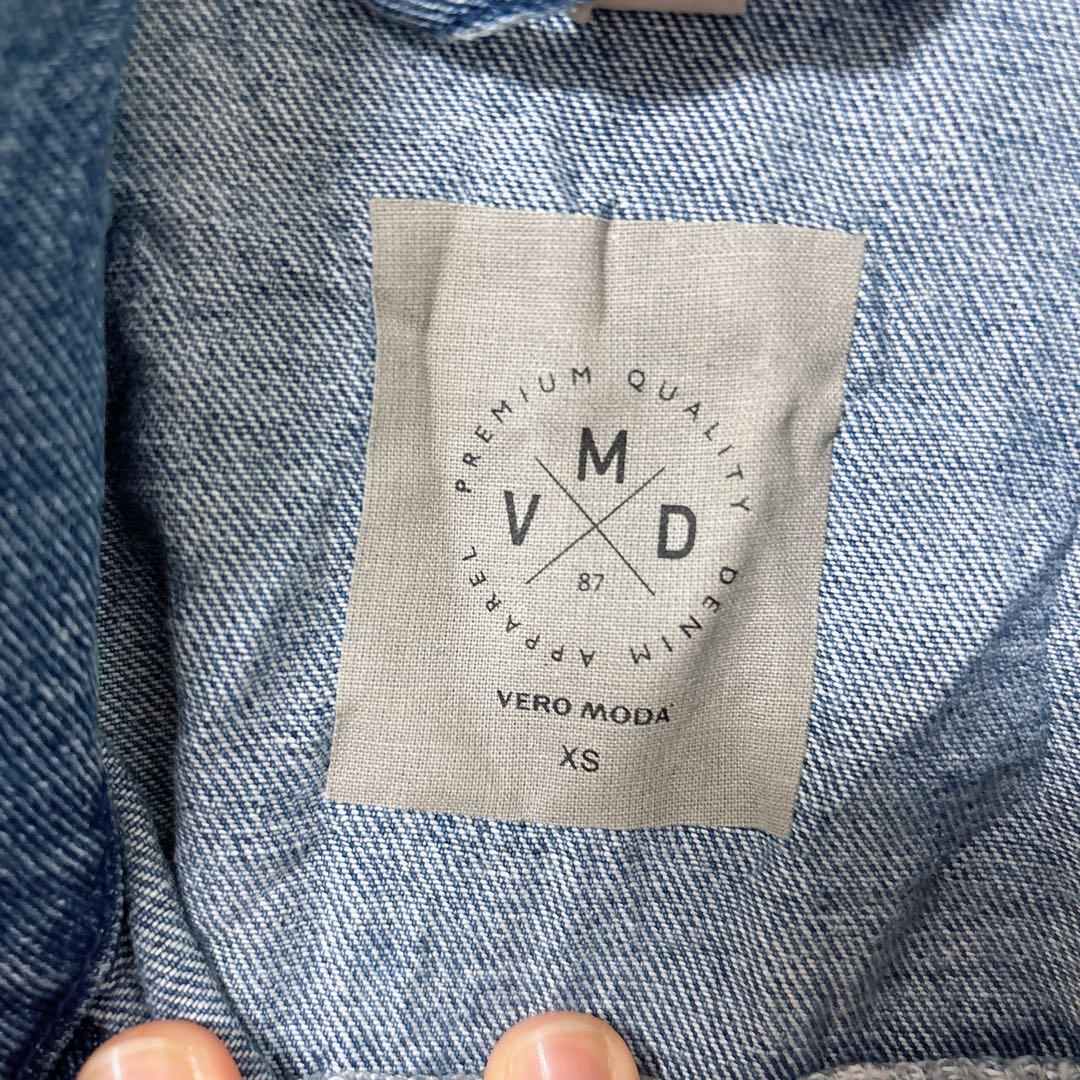 PREMIUM QUALITY DENIM APPAREL
M
V D
87
VERO MODA
XS